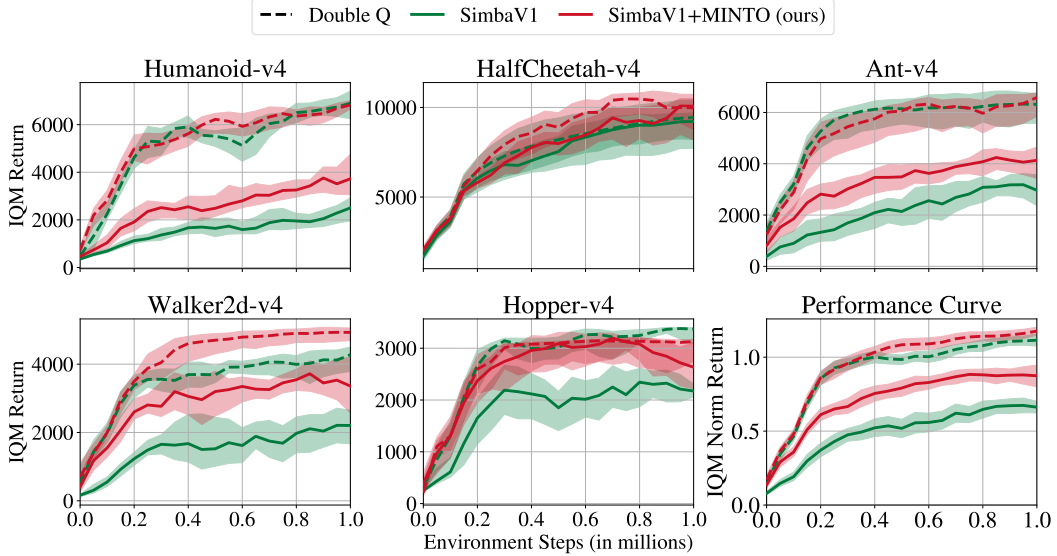 Double Q SimbaV1 SimbaV1+MINTO (ours)
Humanoid-v4 HalfCheetah-v4 Ant-v4
IQM Return
6000
4000
2000
0
10000
5000
6000
4000
2000
0
Walker2d-v4 Hopper-v4 Performance Curve
IQM Return
4000
2000
0
3000
2000
1000
0
IQM Norm Return
1.0
0.5
0.0
0.0 0.2 0.4 0.6 0.8 1.0
0.0 0.2 0.4 0.6 0.8 1.0
0.0 0.2 0.4 0.6 0.8 1.0
Environment Steps (in millions)